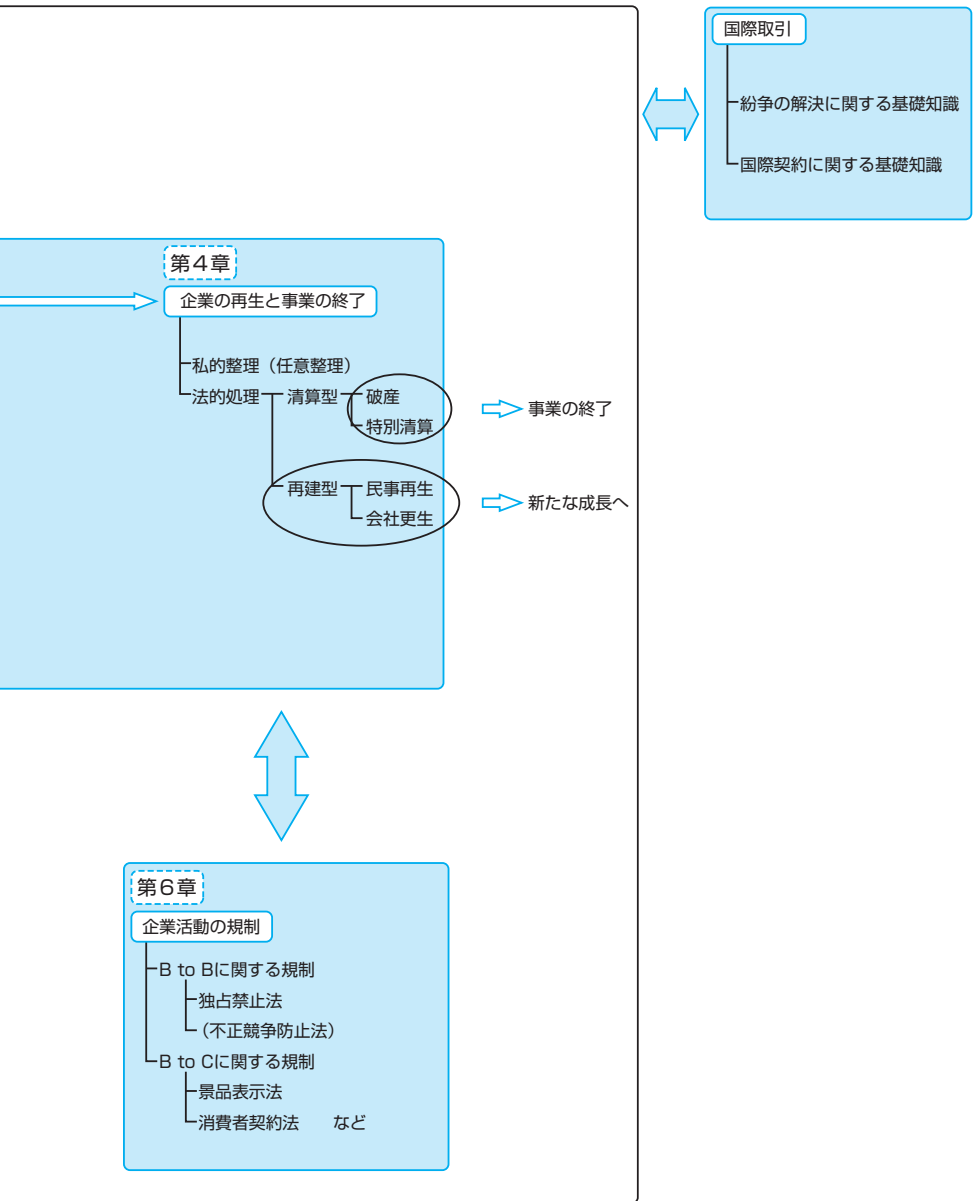 国際取引
紛争の解決に関する基礎知識
国際契約に関する基礎知識
第4章
企業の再生と事業の終了
私的整理（任意整理）
法的処理 清算型 破産
特別清算
事業の終了
再建型 民事再生
会社更生
新たな成長へ
第6章
企業活動の規制
B to Bに関する規制
独占禁止法
（不正競争防止法）
B to Cに関する規制
景品表示法
消費者契約法　など